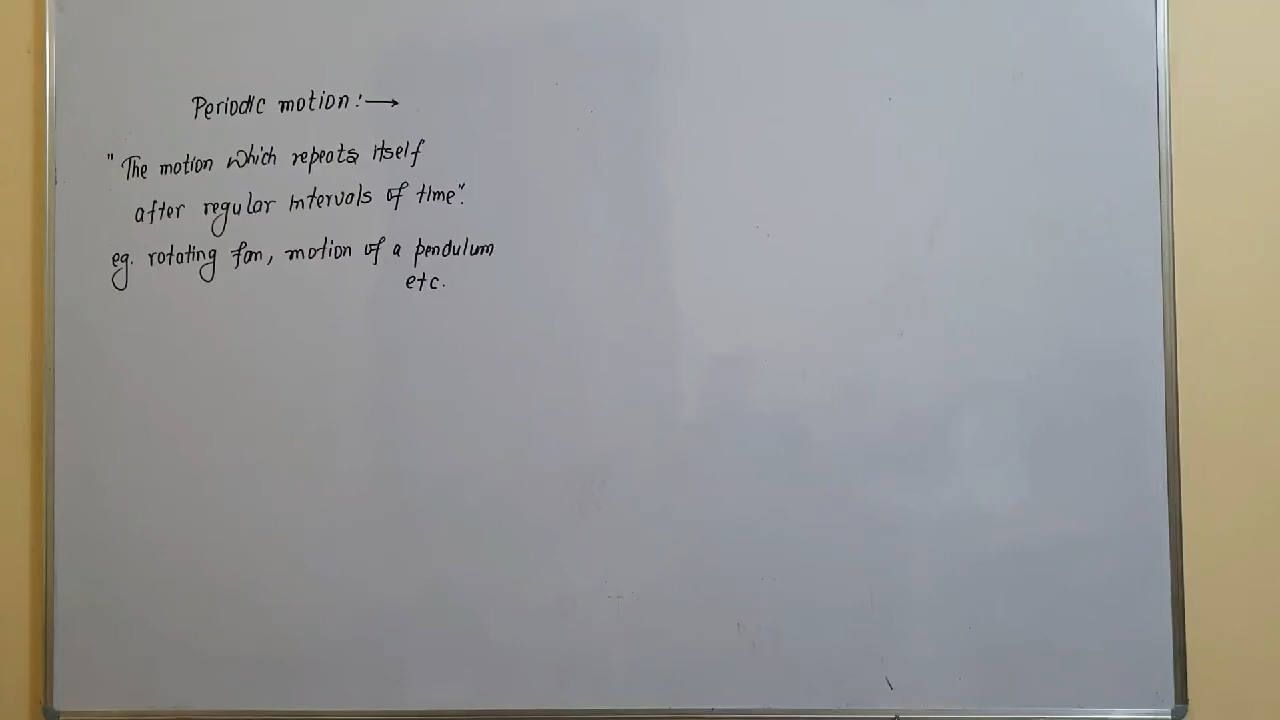 Periodic motion :→
"The motion which repeats itself
after regular intervals of time".
eg. rotating fan, motion of a pendulum
etc.